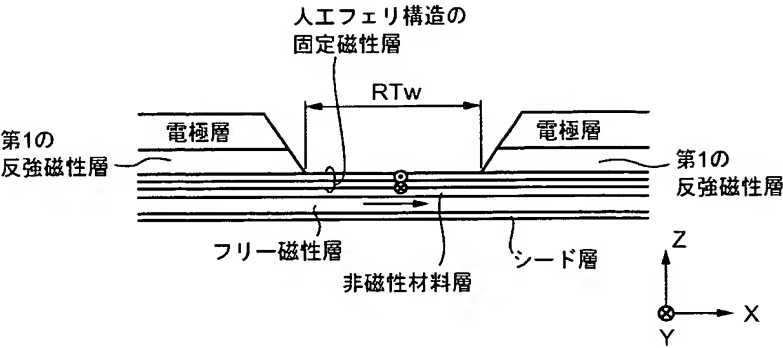 人工フェリ構造の
固定磁性層
RTw
電極層
電極層
第1の
反強磁性層
第1の
反強磁性層
フリー磁性層
シード層
非磁性材料層
Z
X
Y